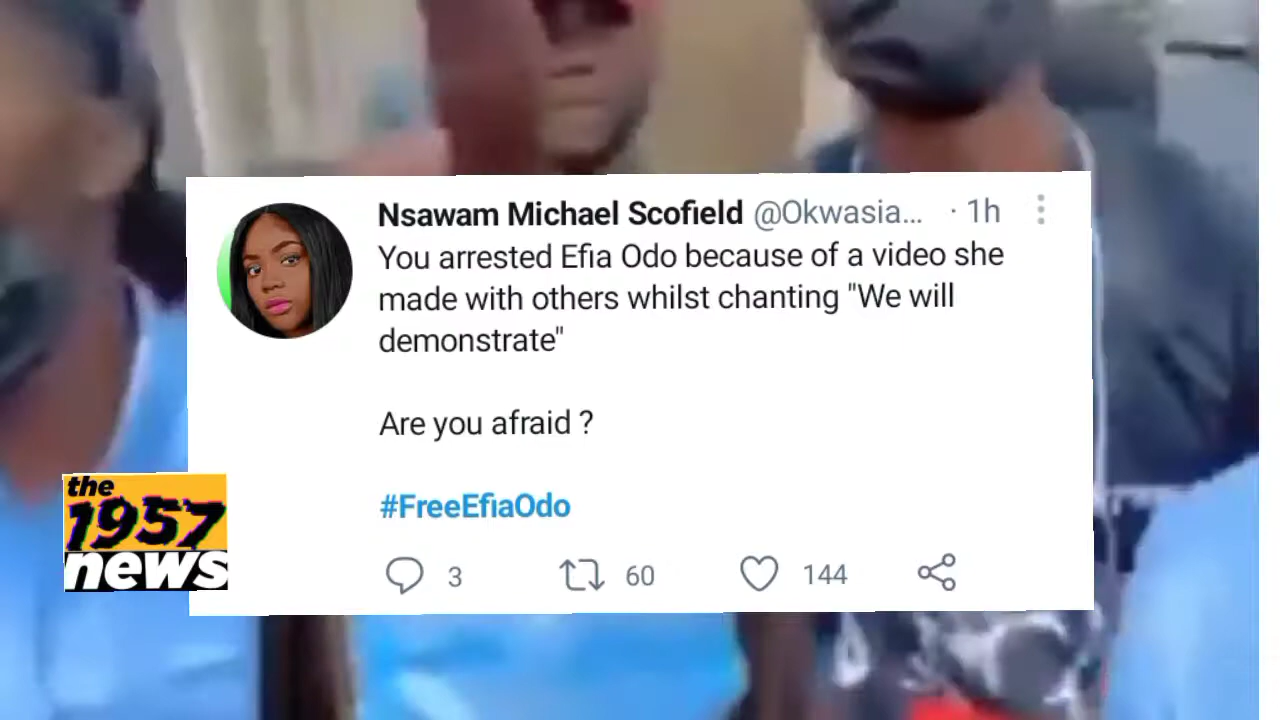 Nsawam Michael Scofield @Okwasia... · 1h
You arrested Efia Odo because of a video she
made with others whilst chanting "We will
demonstrate"
Are you afraid ?
#FreeEfiaOdo
3 60 144
the
1957
news